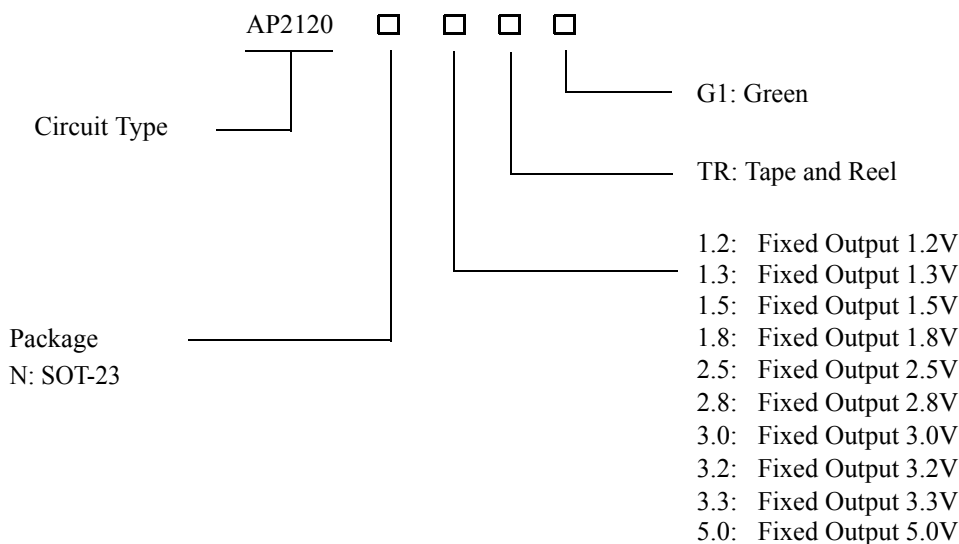 AP2120
G1: Green
Circuit Type
TR: Tape and Reel
1.2: Fixed Output 1.2V
1.3: Fixed Output 1.3V
1.5: Fixed Output 1.5V
Package
1.8: Fixed Output 1.8V
N: SOT-23
2.5: Fixed Output 2.5V
2.8: Fixed Output 2.8V
3.0: Fixed Output 3.0V
3.2: Fixed Output 3.2V
3.3: Fixed Output 3.3V
5.0: Fixed Output 5.0V